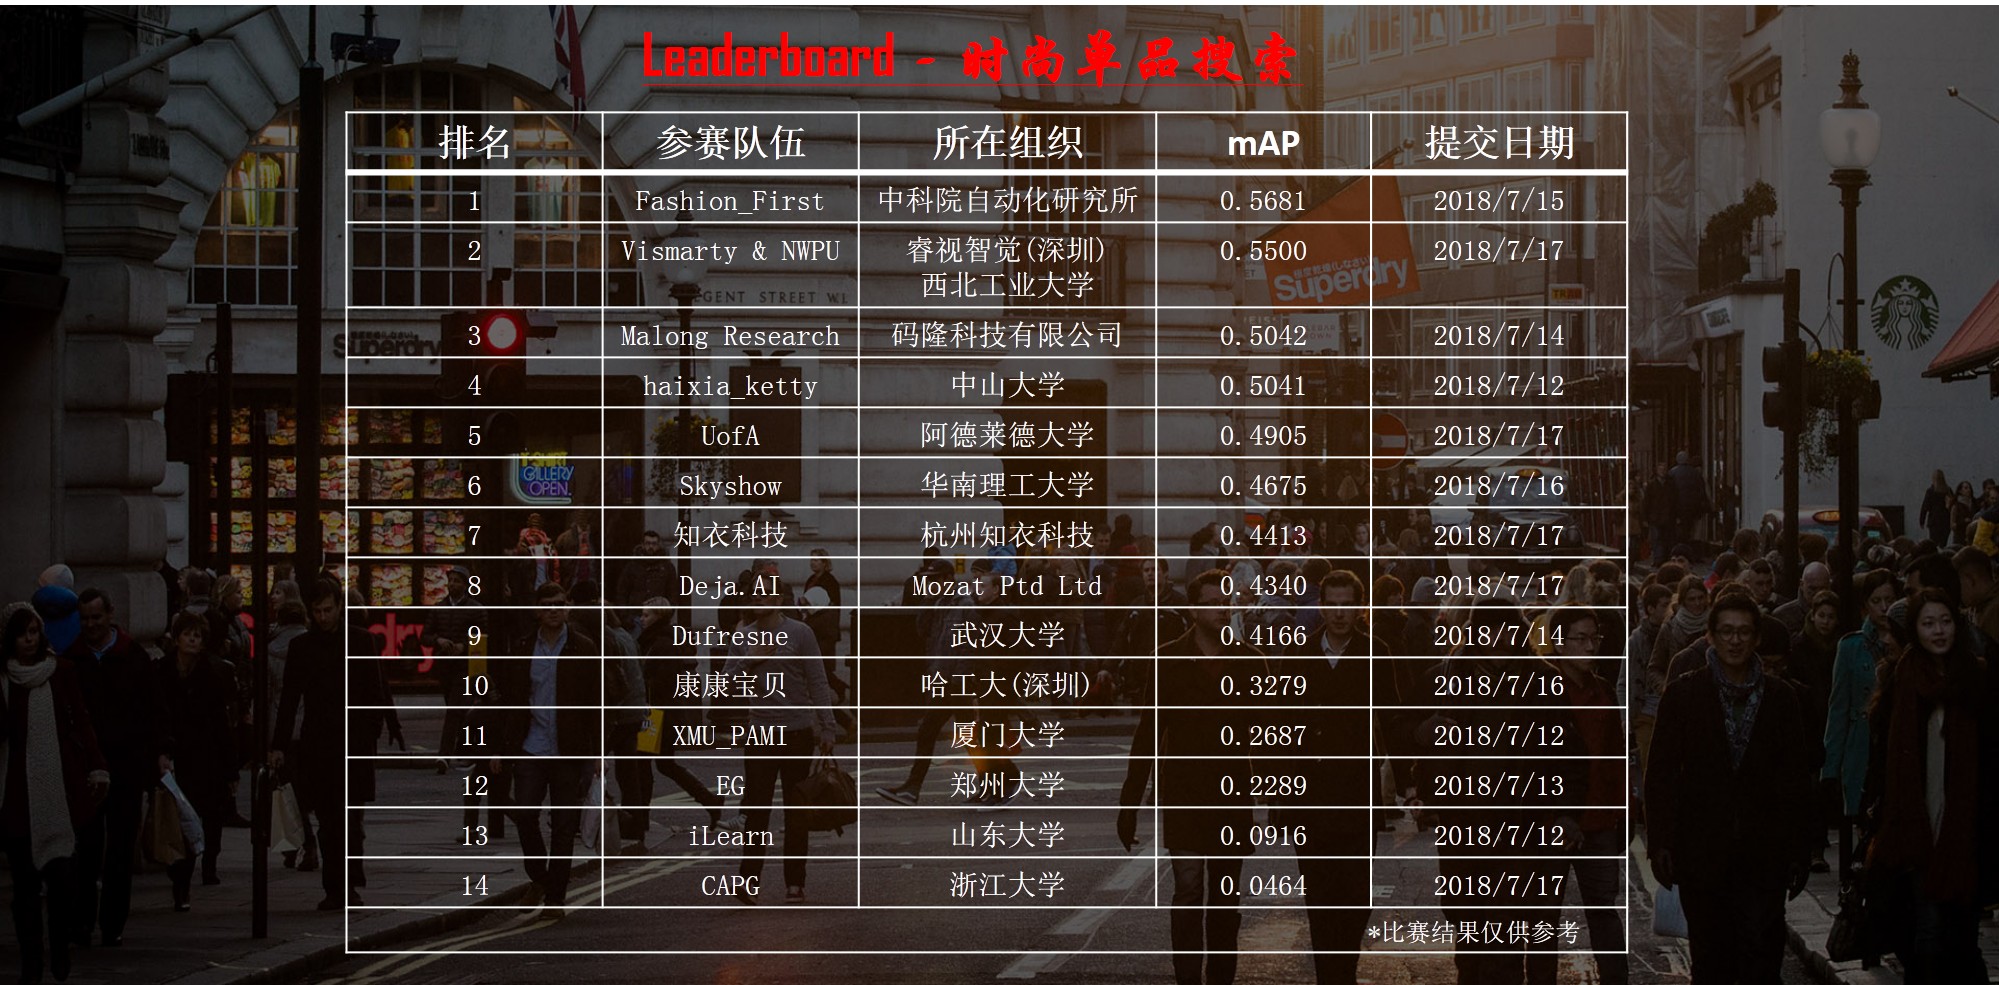 Leaderboard - 时尚单品搜索
排名 参赛队伍 所在组织 mAP 提交日期
1 Fashion_First 中科院自动化研究所 0.5681 2018/7/15
2 Vismarty & NWPU 睿视智觉(深圳) 0.5500 2018/7/17
西北工业大学
3 Malong Research 码隆科技有限公司 0.5042 2018/7/14
4 haixia_ketty 中山大学 0.5041 2018/7/12
5 UofA 阿德莱德大学 0.4905 2018/7/17
6 Skyshow 华南理工大学 0.4675 2018/7/16
7 知衣科技 杭州知衣科技 0.4413 2018/7/17
8 Deja.AI Mozat Ptd Ltd 0.4340 2018/7/17
9 Dufresne 武汉大学 0.4166 2018/7/14
10 康康宝贝 哈工大(深圳) 0.3279 2018/7/16
11 XMU_PAMI 厦门大学 0.2687 2018/7/12
12 EG 郑州大学 0.2289 2018/7/13
13 iLearn 山东大学 0.0916 2018/7/12
14 CAPG 浙江大学 0.0464 2018/7/17
*比赛结果仅供参考
Superdry
EGENT STREET W1
Superdry
GALLERY
OPEN
dry